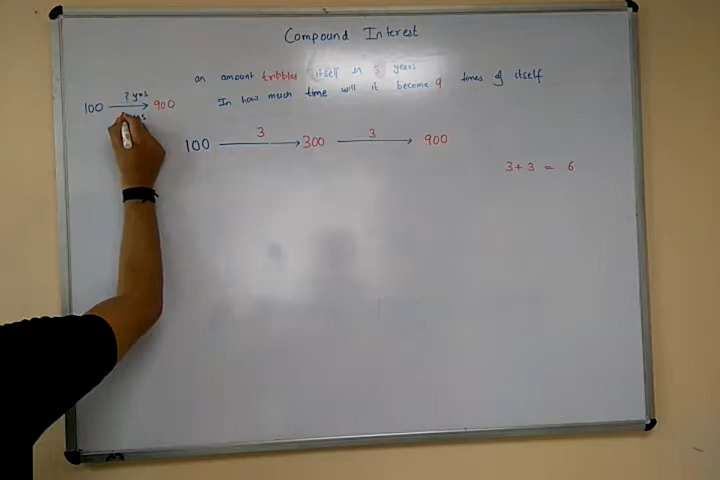 Compound Interest
an amount tribbles itself in 3 years
In how much time will it become 9 times of itself
? yrs
100 → 900
3 3
100 → 300 → 900
3 + 3 = 6